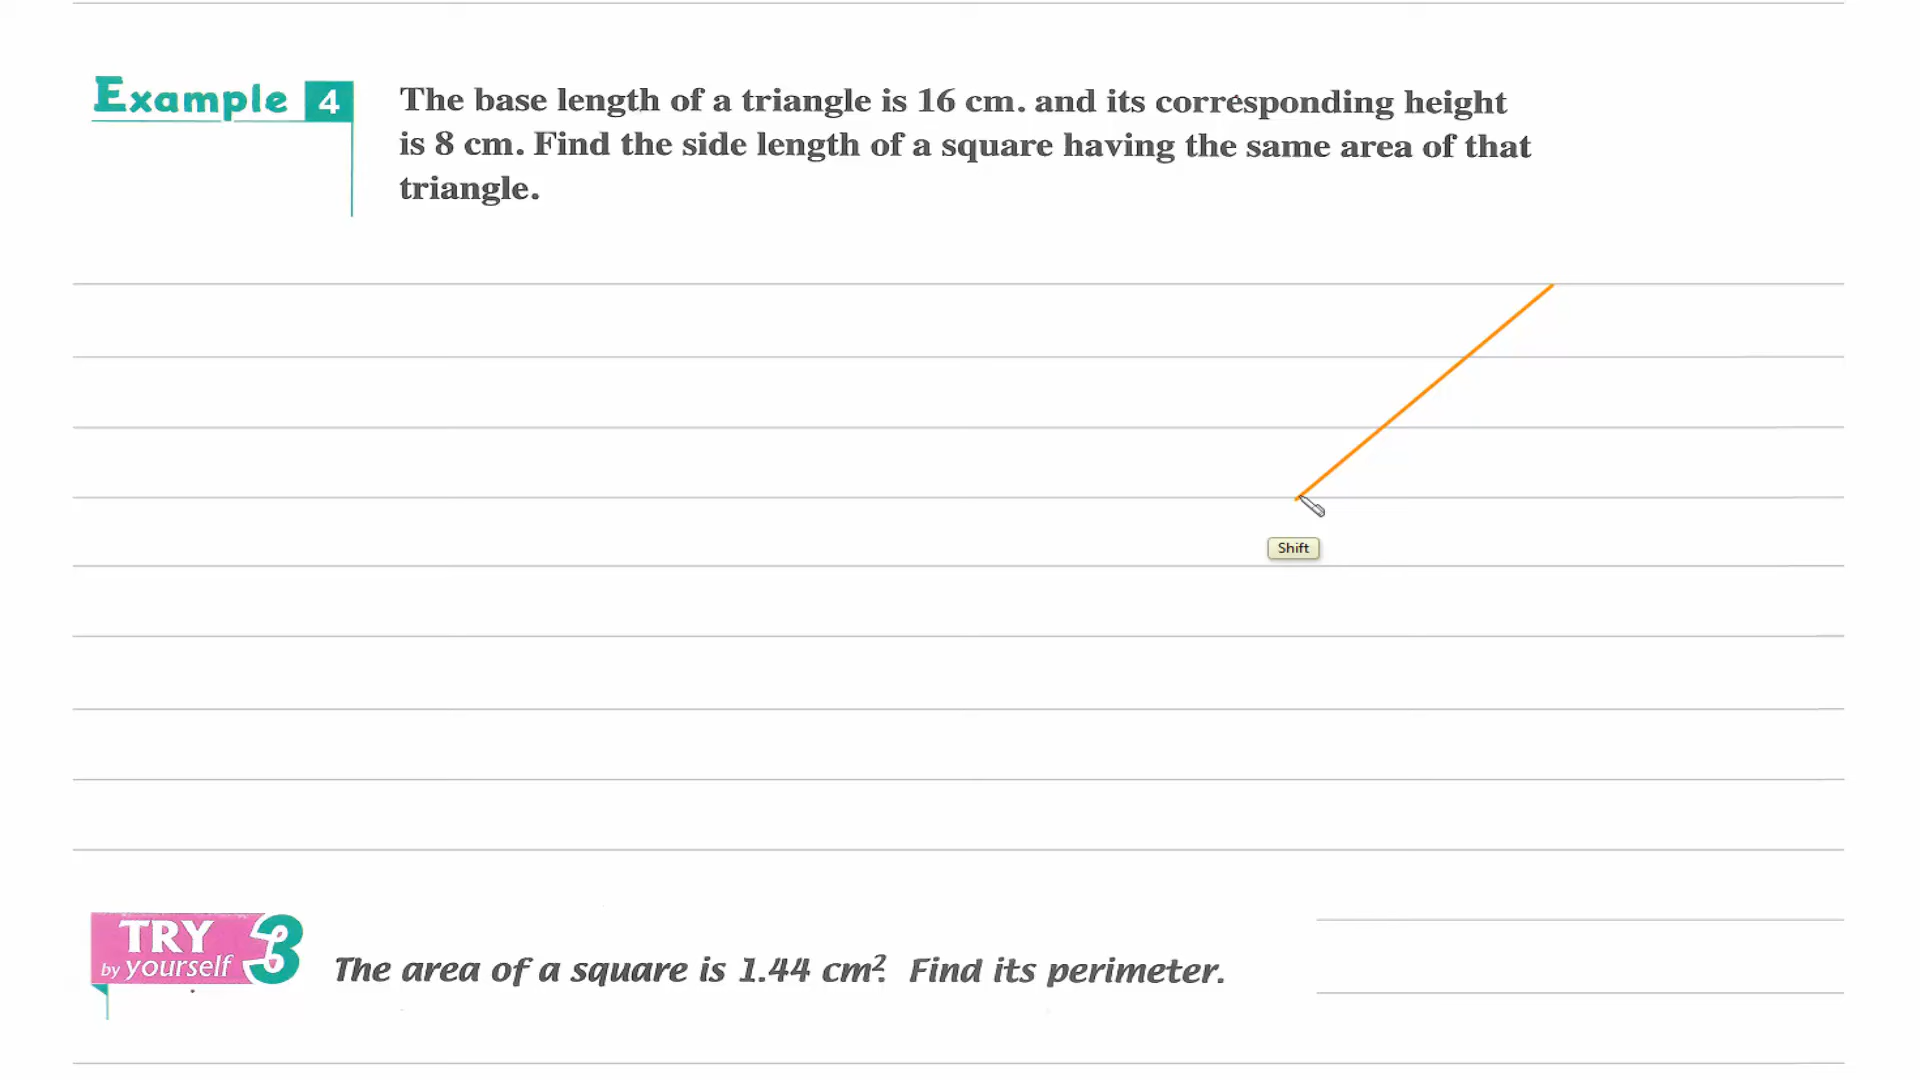 Example 4
The base length of a triangle is 16 cm. and its corresponding height
is 8 cm. Find the side length of a square having the same area of that
triangle.
Shift
TRY
by yourself 3
The area of a square is 1.44 cm². Find its perimeter.